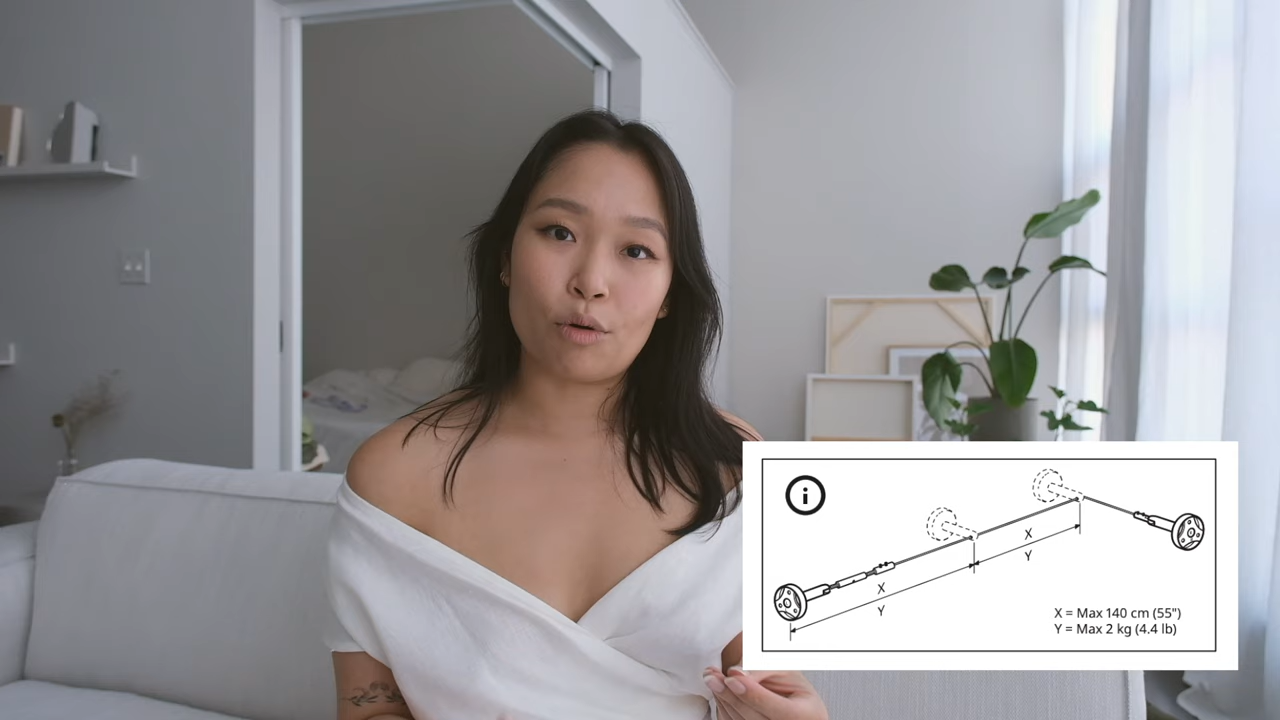 i
X
Y
X
Y
X = Max 140 cm (55")
Y = Max 2 kg (4.4 lb)